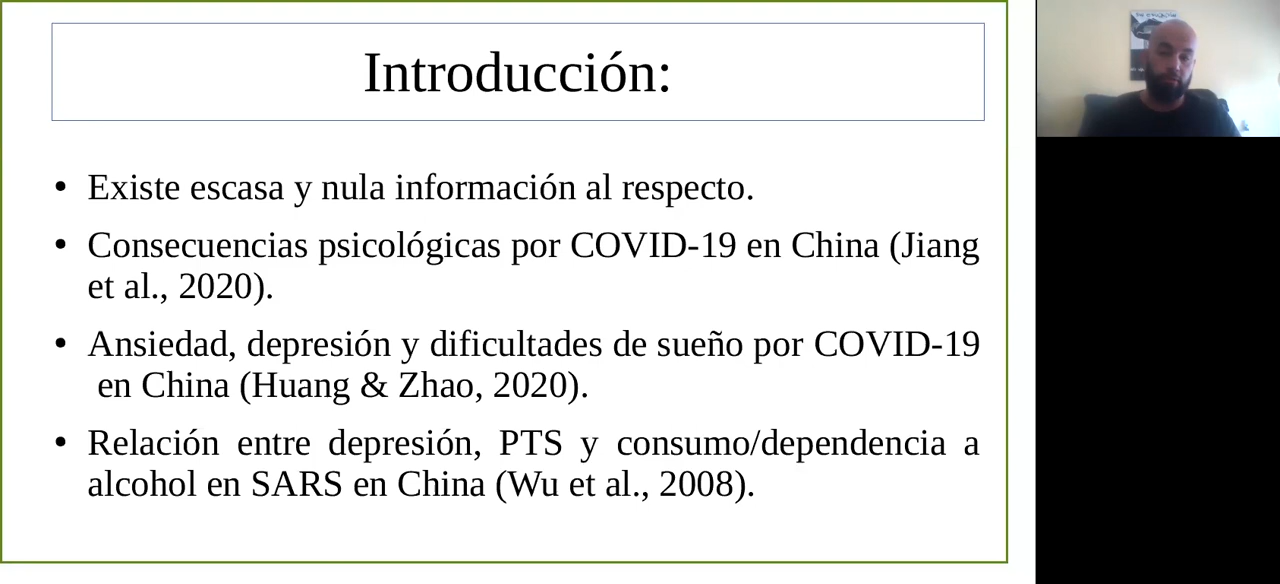 Introducción:
• Existe escasa y nula información al respecto.
• Consecuencias psicológicas por COVID-19 en China (Jiang
et al., 2020).
• Ansiedad, depresión y dificultades de sueño por COVID-19
en China (Huang & Zhao, 2020).
• Relación entre depresión, PTS y consumo/dependencia a
alcohol en SARS en China (Wu et al., 2008).